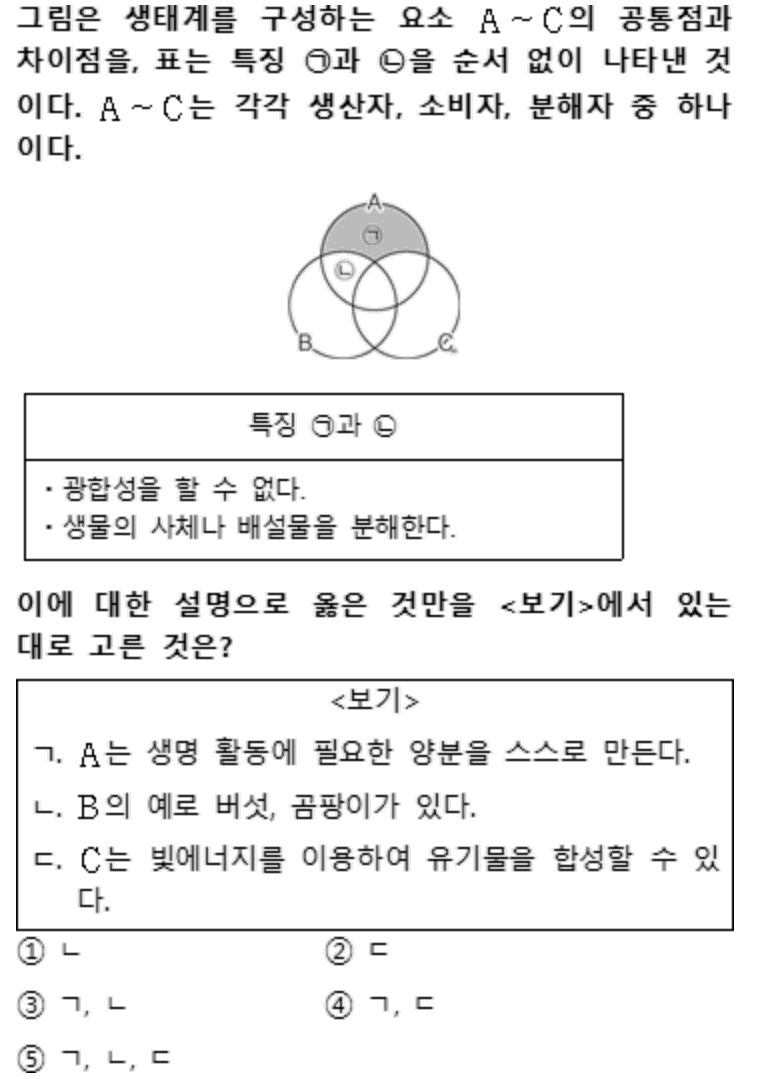 그림은 생태계를 구성하는 요소 A ~ C의 공통점과
차이점을, 표는 특징 ㉠과 ㉡을 순서 없이 나타낸 것
이다. A ~ C는 각각 생산자, 소비자, 분해자 중 하나
이다.
A
㉠
㉡
B
C
특징 ㉠과 ㉡
· 광합성을 할 수 없다.
· 생물의 사체나 배설물을 분해한다.
이에 대한 설명으로 옳은 것만을 <보기>에서 있는
대로 고른 것은?
<보기>
ㄱ. A는 생명 활동에 필요한 양분을 스스로 만든다.
ㄴ. B의 예로 버섯, 곰팡이가 있다.
ㄷ. C는 빛에너지를 이용하여 유기물을 합성할 수 있
다.
① ㄴ ② ㄷ
③ ㄱ, ㄴ ④ ㄱ, ㄷ
⑤ ㄱ, ㄴ, ㄷ